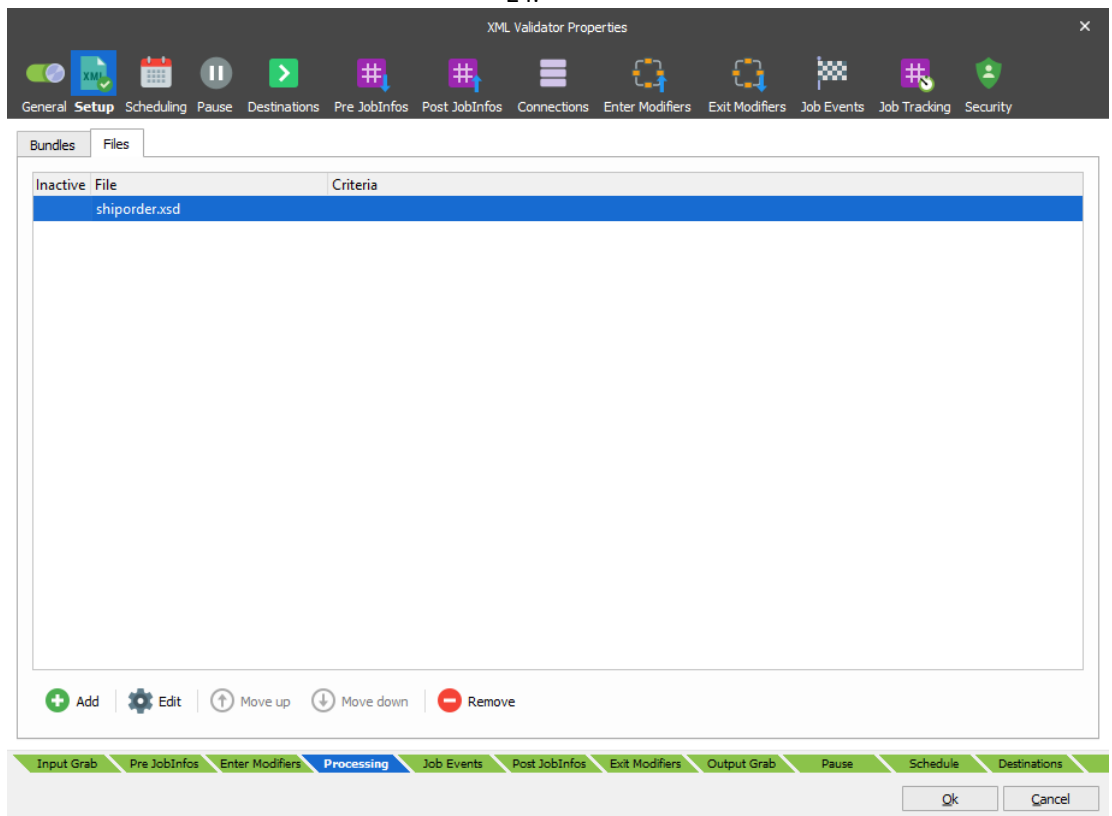 XML Validator Properties
XML
General Setup Scheduling Pause Destinations Pre JobInfos Post JobInfos Connections Enter Modifiers Exit Modifiers Job Events Job Tracking Security
Bundles Files
Inactive File Criteria
shiporder.xsd
Add Edit Move up Move down Remove
Input Grab Pre JobInfos Enter Modifiers Processing Job Events Post JobInfos Exit Modifiers Output Grab Pause Schedule Destinations
Ok Cancel